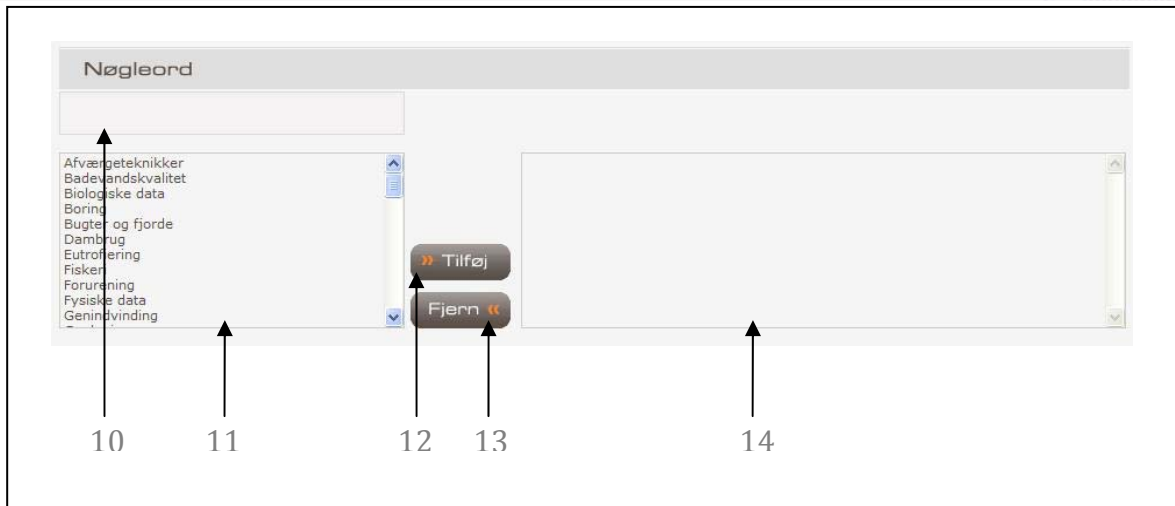 Nøgleord
Afværgeteknikker
Badevandskvalitet
Biologiske data
Boring
Bugter og fjorde
Dambrug
Eutrofiering
Fiskeri
Forurening
Fysiske data
Genindvinding
» Tilføj
Fjern «
10 11 12 13 14